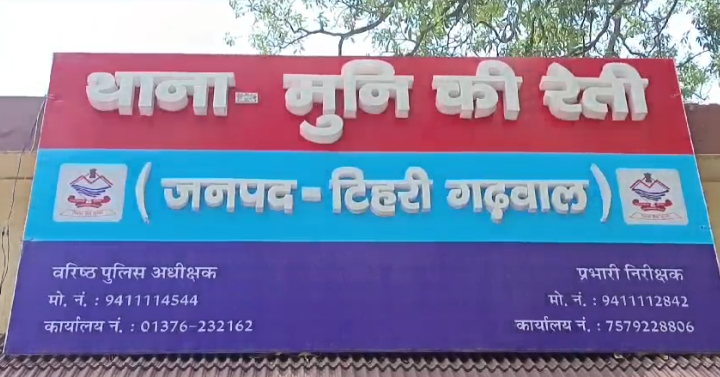 थाना-मुनि की रेती
(जनपद-टिहरी गढ़वाल)
वरिष्ठ पुलिस अधीक्षक
मो. नं. : 9411114544
कार्यालय नं. : 01376-232162
प्रभारी निरीक्षक
मो. नं. : 9411112842
कार्यालय नं. : 7579228806